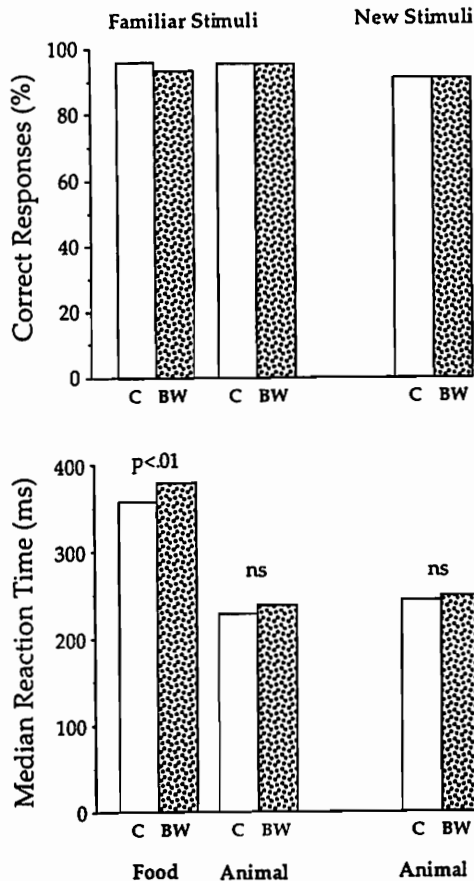 Familiar Stimuli
New Stimuli
Correct Responses (%)
100
80
60
40
20
0
C BW
C BW
C BW
Median Reaction Time (ms)
400
300
200
100
0
p<.01
ns
ns
C BW
C BW
C BW
Food
Animal
Animal